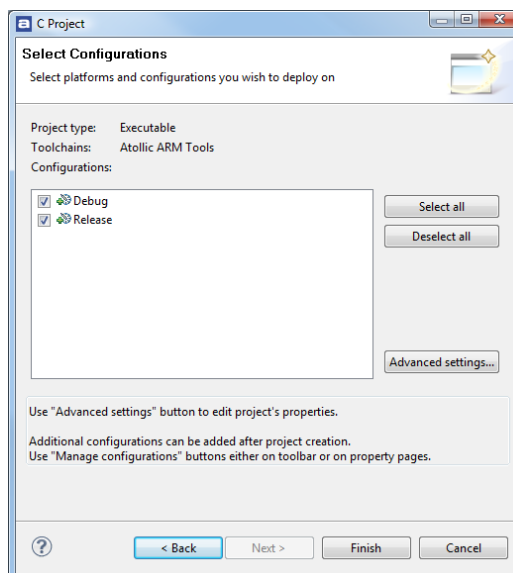 a C Project
Select Configurations
Select platforms and configurations you wish to deploy on
Project type: Executable
Toolchains: Atollic ARM Tools
Configurations:
Debug
Release
Select all
Deselect all
Advanced settings...
Use "Advanced settings" button to edit project's properties.
Additional configurations can be added after project creation.
Use "Manage configurations" buttons either on toolbar or on property pages.
? < Back Next > Finish Cancel